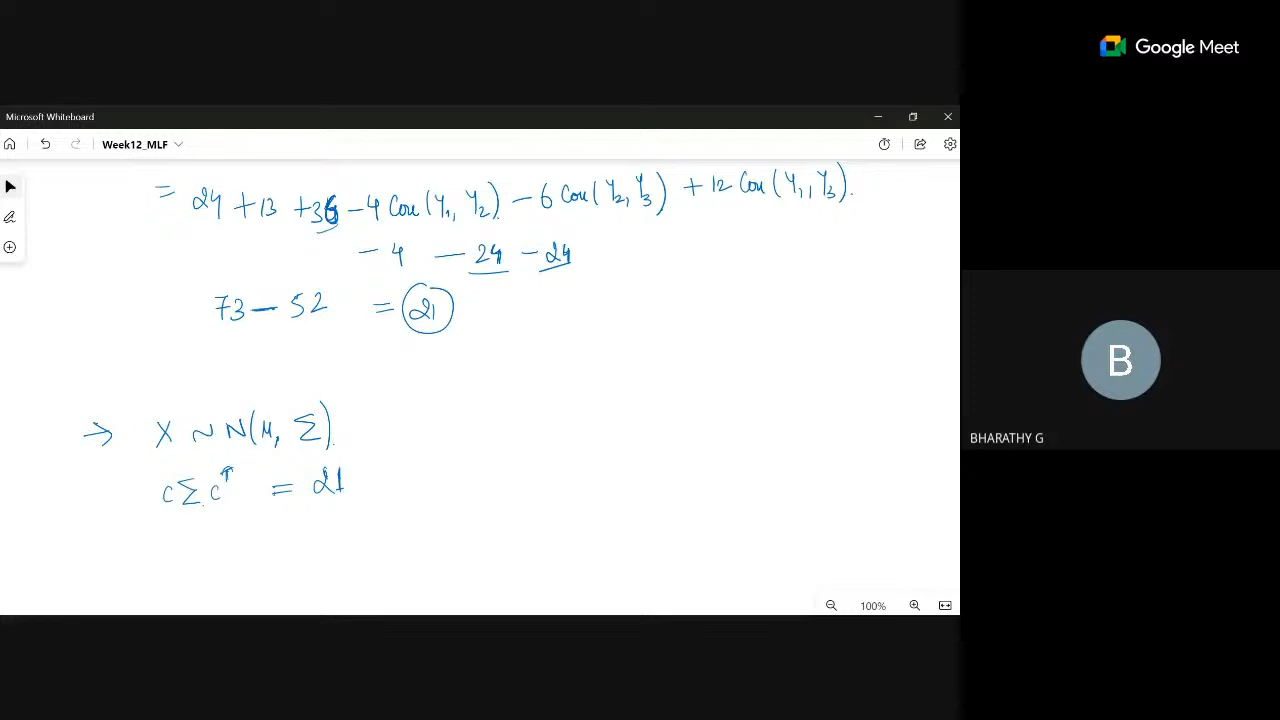 Google Meet
Microsoft Whiteboard
Week12_MLF
= 24 + 13 + 36 - 4 Cov(Y1, Y2) - 6 Cov(Y2, Y3) + 12 Cov(Y1, Y3).
- 4 - 24 - 24
73 - 52 = 21
B
→ X ~ N(μ, Σ).
BHARATHY G
cΣc^T = 21
100%